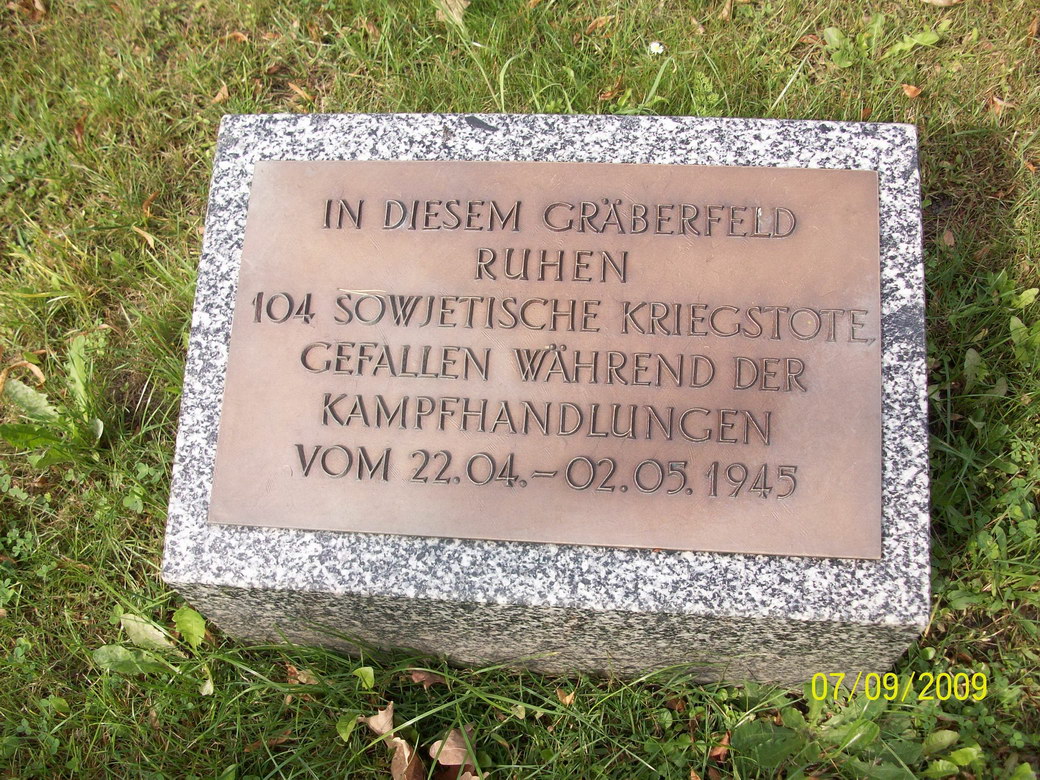 IN DIESEM GRÄBERFELD
RUHEN
104 SOWJETISCHE KRIEGSTOTE,
GEFALLEN WÄHREND DER
KAMPFHANDLUNGEN
VOM 22.04.–02.05.1945
07/09/2009